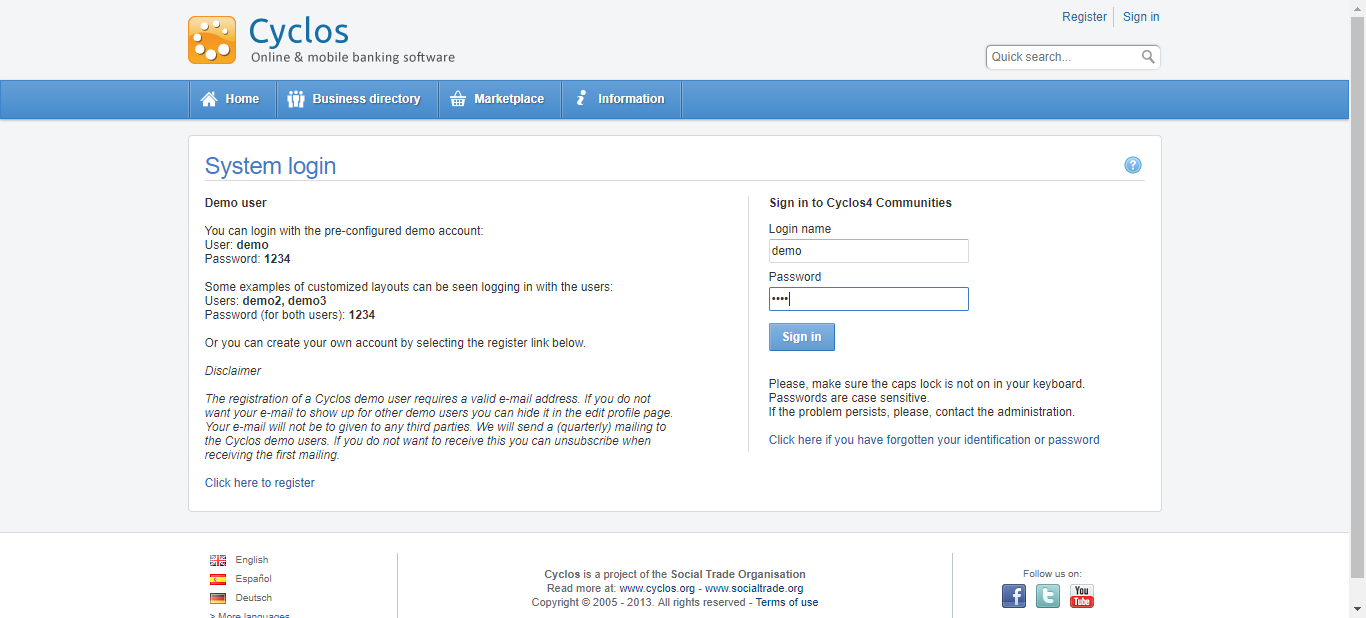 Cyclos
Online & mobile banking software
Register
Sign in
Quick search...
Home
Business directory
Marketplace
Information
System login
?
Demo user
You can login with the pre-configured demo account:
User: demo
Password: 1234
Some examples of customized layouts can be seen logging in with the users:
Users: demo2, demo3
Password (for both users): 1234
Or you can create your own account by selecting the register link below.
Disclaimer
The registration of a Cyclos demo user requires a valid e-mail address. If you do not
want your e-mail to show up for other demo users you can hide it in the edit profile page.
Your e-mail will not be to given to any third parties. We will send a (quarterly) mailing to
the Cyclos demo users. If you do not want to receive this you can unsubscribe when
receiving the first mailing.
Click here to register
Sign in to Cyclos4 Communities
Login name
demo
Password
••••
Sign in
Please, make sure the caps lock is not on in your keyboard.
Passwords are case sensitive.
If the problem persists, please, contact the administration.
Click here if you have forgotten your identification or password
English
Español
Deutsch
> More languages
Cyclos is a project of the Social Trade Organisation
Read more at: www.cyclos.org - www.socialtrade.org
Copyright © 2005 - 2013. All rights reserved - Terms of use
Follow us on:
f
t
You
Tube